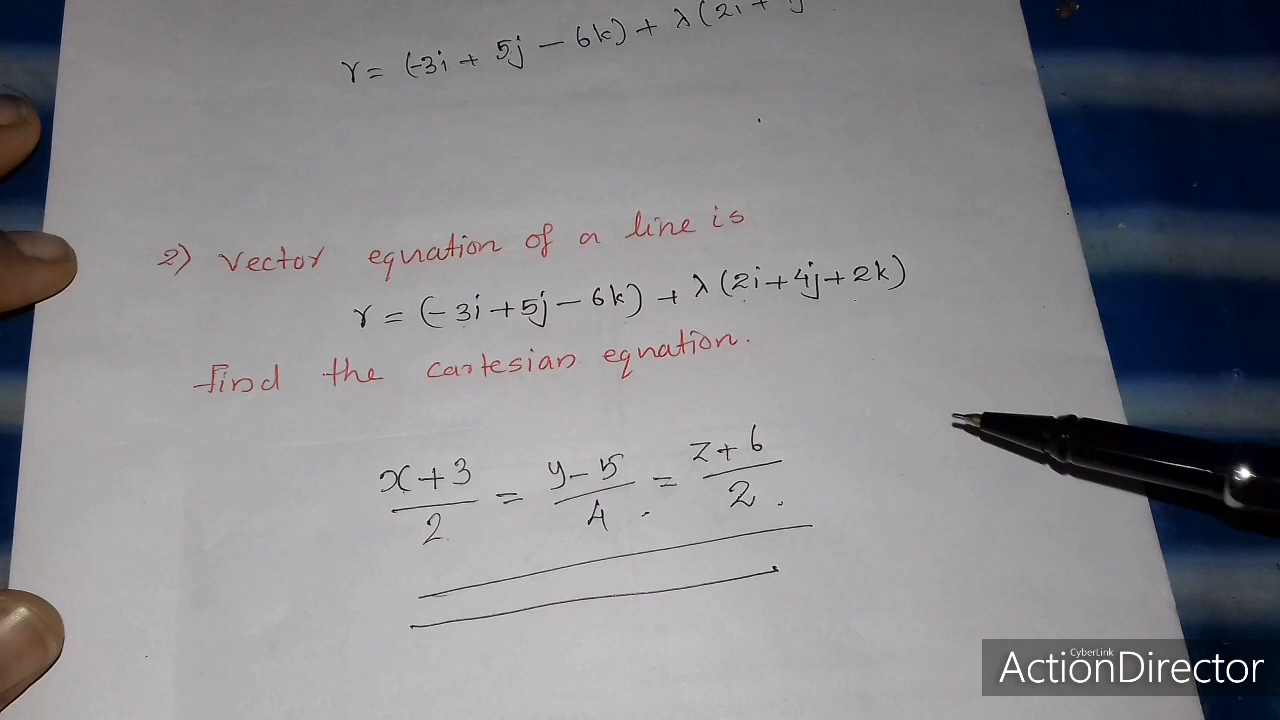 r = (-3i + 5j - 6k) + λ(2i +
2) Vector equation of a line is
r = (-3i + 5j - 6k) + λ (2i + 4j + 2k)
find the cartesian equation.
x + 3 / 2 = y - 5 / 4 . = z + 6 / 2 .
CyberLink
ActionDirector